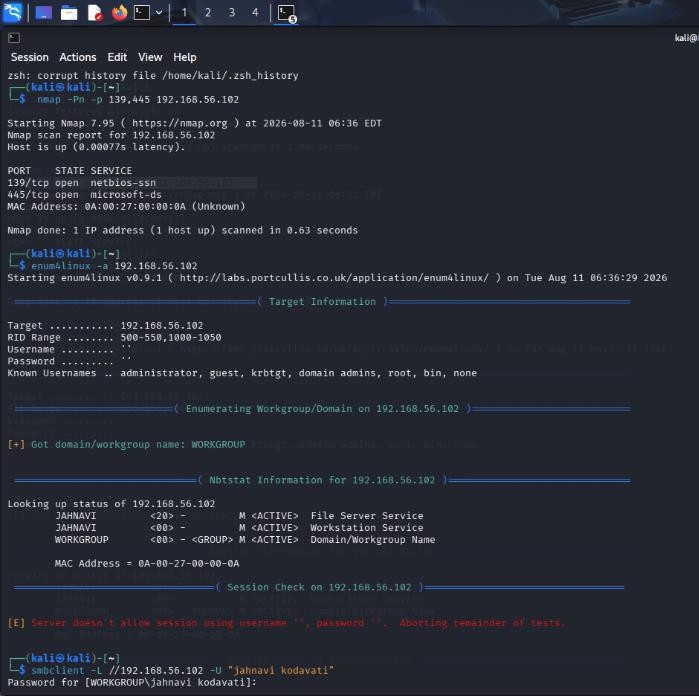 1 2 3 4
5
kali@
Session Actions Edit View Help
zsh: corrupt history file /home/kali/.zsh_history
┌──(kali㉿kali)-[~]
└─$ nmap -Pn -p 139,445 192.168.56.102
Starting Nmap 7.95 ( https://nmap.org ) at 2026-08-11 06:36 EDT
Nmap scan report for 192.168.56.102
Host is up (0.00077s latency).
PORT STATE SERVICE
139/tcp open netbios-ssn
445/tcp open microsoft-ds
MAC Address: 0A:00:27:00:00:0A (Unknown)
Nmap done: 1 IP address (1 host up) scanned in 0.63 seconds
┌──(kali㉿kali)-[~]
└─$ enum4linux -a 192.168.56.102
Starting enum4linux v0.9.1 ( http://labs.portcullis.co.uk/application/enum4linux/ ) on Tue Aug 11 06:36:29 2026
( Target Information )
Target ........... 192.168.56.102
RID Range ........ 500-550,1000-1050
Username ......... ''
Password ......... ''
Known Usernames .. administrator, guest, krbtgt, domain admins, root, bin, none
( Enumerating Workgroup/Domain on 192.168.56.102 )
[+] Got domain/workgroup name: WORKGROUP
( Nbtstat Information for 192.168.56.102 )
Looking up status of 192.168.56.102
JAHNAVI <20> - M <ACTIVE> File Server Service
JAHNAVI <00> - M <ACTIVE> Workstation Service
WORKGROUP <00> - <GROUP> M <ACTIVE> Domain/Workgroup Name
MAC Address = 0A-00-27-00-00-0A
( Session Check on 192.168.56.102 )
[E] Server doesn't allow session using username '', password ''. Aborting remainder of tests.
┌──(kali㉿kali)-[~]
└─$ smbclient -L //192.168.56.102 -U "jahnavi kodavati"
Password for [WORKGROUP\jahnavi kodavati]: